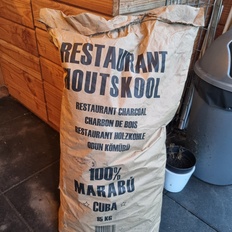 RESTAURANT
HOUTSKOOL
RESTAURANT CHARCOAL
CHARBON DE BOIS
RESTAURANT HOLZKOHLE
ODUN KÖMÜRÜ
100%
MARABÚ
CUBA
15 KG